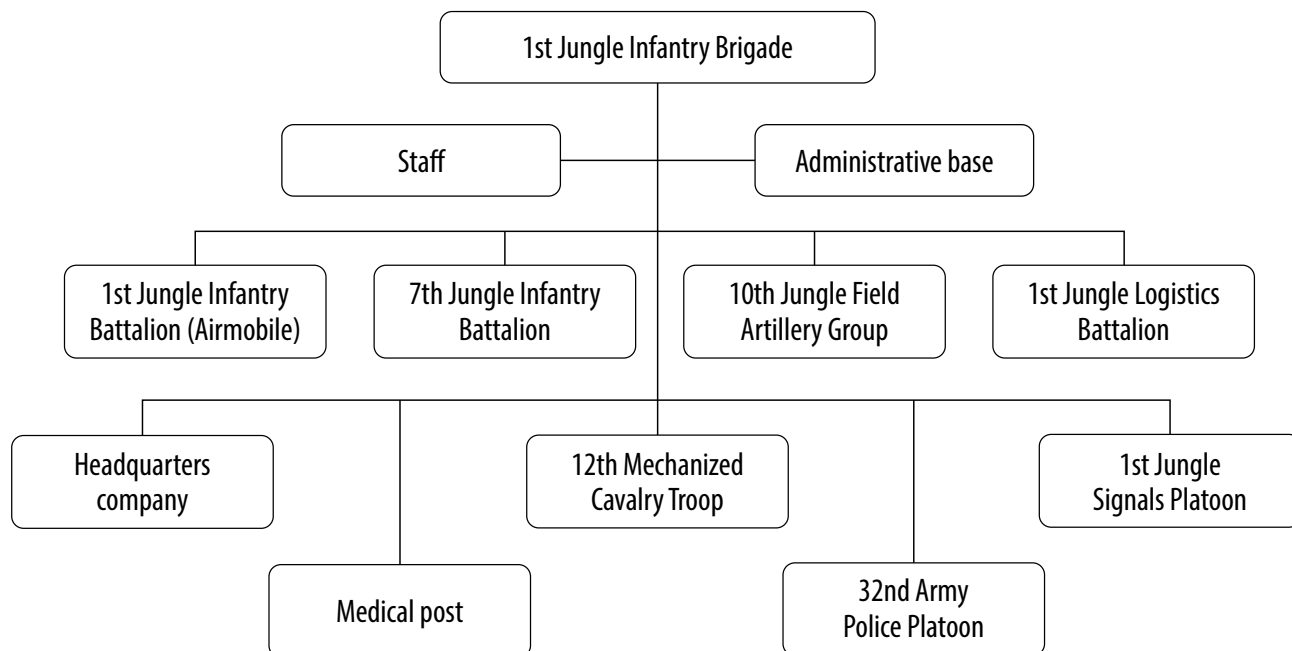 1st Jungle Infantry Brigade
Staff
Administrative base
1st Jungle Infantry
Battalion (Airmobile)
7th Jungle Infantry
Battalion
10th Jungle Field
Artillery Group
1st Jungle Logistics
Battalion
Headquarters
company
12th Mechanized
Cavalry Troop
1st Jungle
Signals Platoon
Medical post
32nd Army
Police Platoon